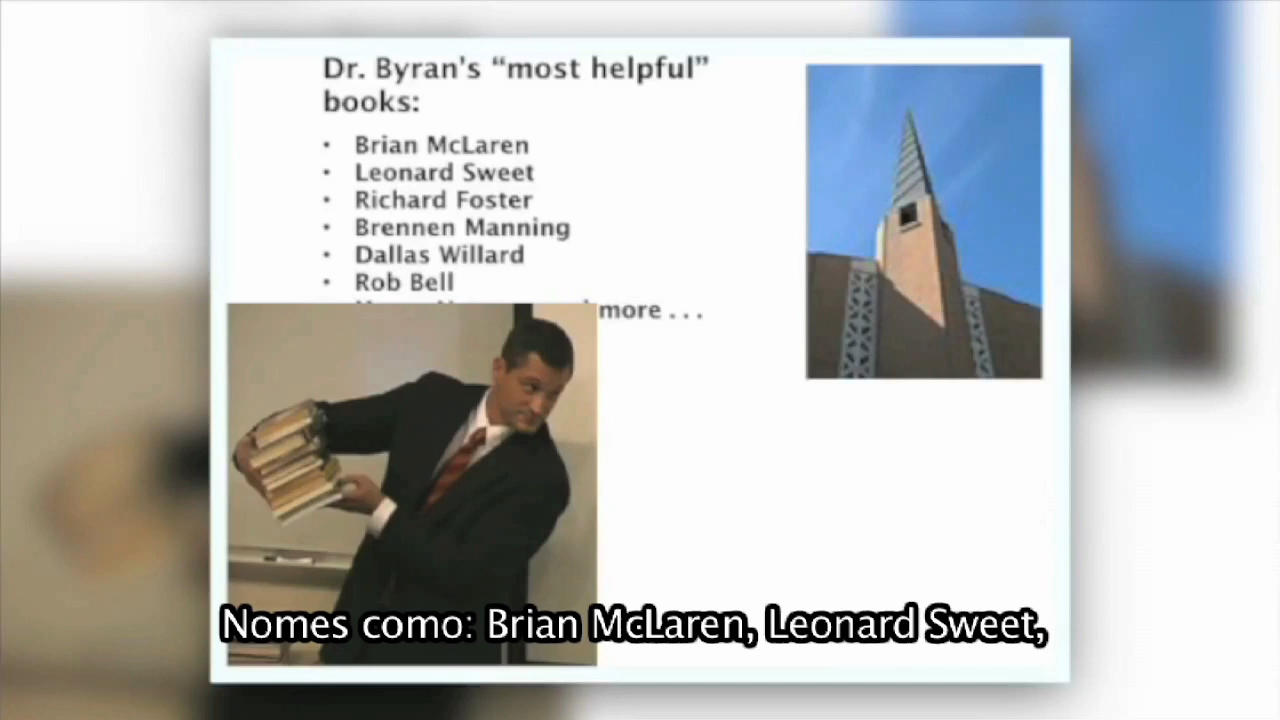 Dr. Byran's “most helpful”
books:
• Brian McLaren
• Leonard Sweet
• Richard Foster
• Brennen Manning
• Dallas Willard
• Rob Bell
more . . .
Nomes como: Brian McLaren, Leonard Sweet,